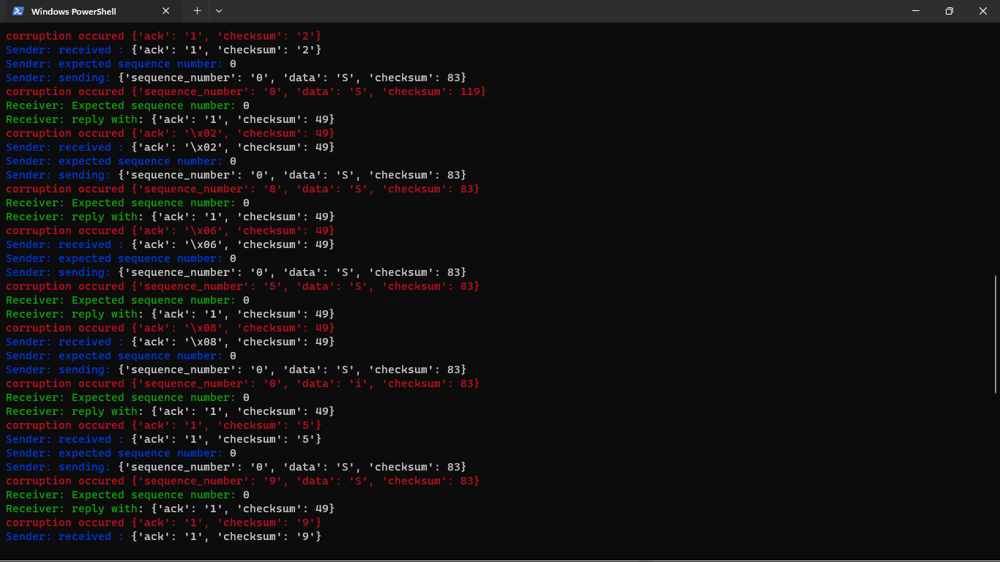 Windows PowerShell
corruption occured {'ack': '1', 'checksum': '2'}
Sender: received : {'ack': '1', 'checksum': '2'}
Sender: expected sequence number: 0
Sender: sending: {'sequence_number': '0', 'data': 'S', 'checksum': 83}
corruption occured {'sequence_number': '0', 'data': 'S', 'checksum': 119}
Receiver: Expected sequence number: 0
Receiver: reply with: {'ack': '1', 'checksum': 49}
corruption occured {'ack': '\x02', 'checksum': 49}
Sender: received : {'ack': '\x02', 'checksum': 49}
Sender: expected sequence number: 0
Sender: sending: {'sequence_number': '0', 'data': 'S', 'checksum': 83}
corruption occured {'sequence_number': '8', 'data': 'S', 'checksum': 83}
Receiver: Expected sequence number: 0
Receiver: reply with: {'ack': '1', 'checksum': 49}
corruption occured {'ack': '\x06', 'checksum': 49}
Sender: received : {'ack': '\x06', 'checksum': 49}
Sender: expected sequence number: 0
Sender: sending: {'sequence_number': '0', 'data': 'S', 'checksum': 83}
corruption occured {'sequence_number': '5', 'data': 'S', 'checksum': 83}
Receiver: Expected sequence number: 0
Receiver: reply with: {'ack': '1', 'checksum': 49}
corruption occured {'ack': '\x08', 'checksum': 49}
Sender: received : {'ack': '\x08', 'checksum': 49}
Sender: expected sequence number: 0
Sender: sending: {'sequence_number': '0', 'data': 'S', 'checksum': 83}
corruption occured {'sequence_number': '0', 'data': 'i', 'checksum': 83}
Receiver: Expected sequence number: 0
Receiver: reply with: {'ack': '1', 'checksum': 49}
corruption occured {'ack': '1', 'checksum': '5'}
Sender: received : {'ack': '1', 'checksum': '5'}
Sender: expected sequence number: 0
Sender: sending: {'sequence_number': '0', 'data': 'S', 'checksum': 83}
corruption occured {'sequence_number': '9', 'data': 'S', 'checksum': 83}
Receiver: Expected sequence number: 0
Receiver: reply with: {'ack': '1', 'checksum': 49}
corruption occured {'ack': '1', 'checksum': '9'}
Sender: received : {'ack': '1', 'checksum': '9'}